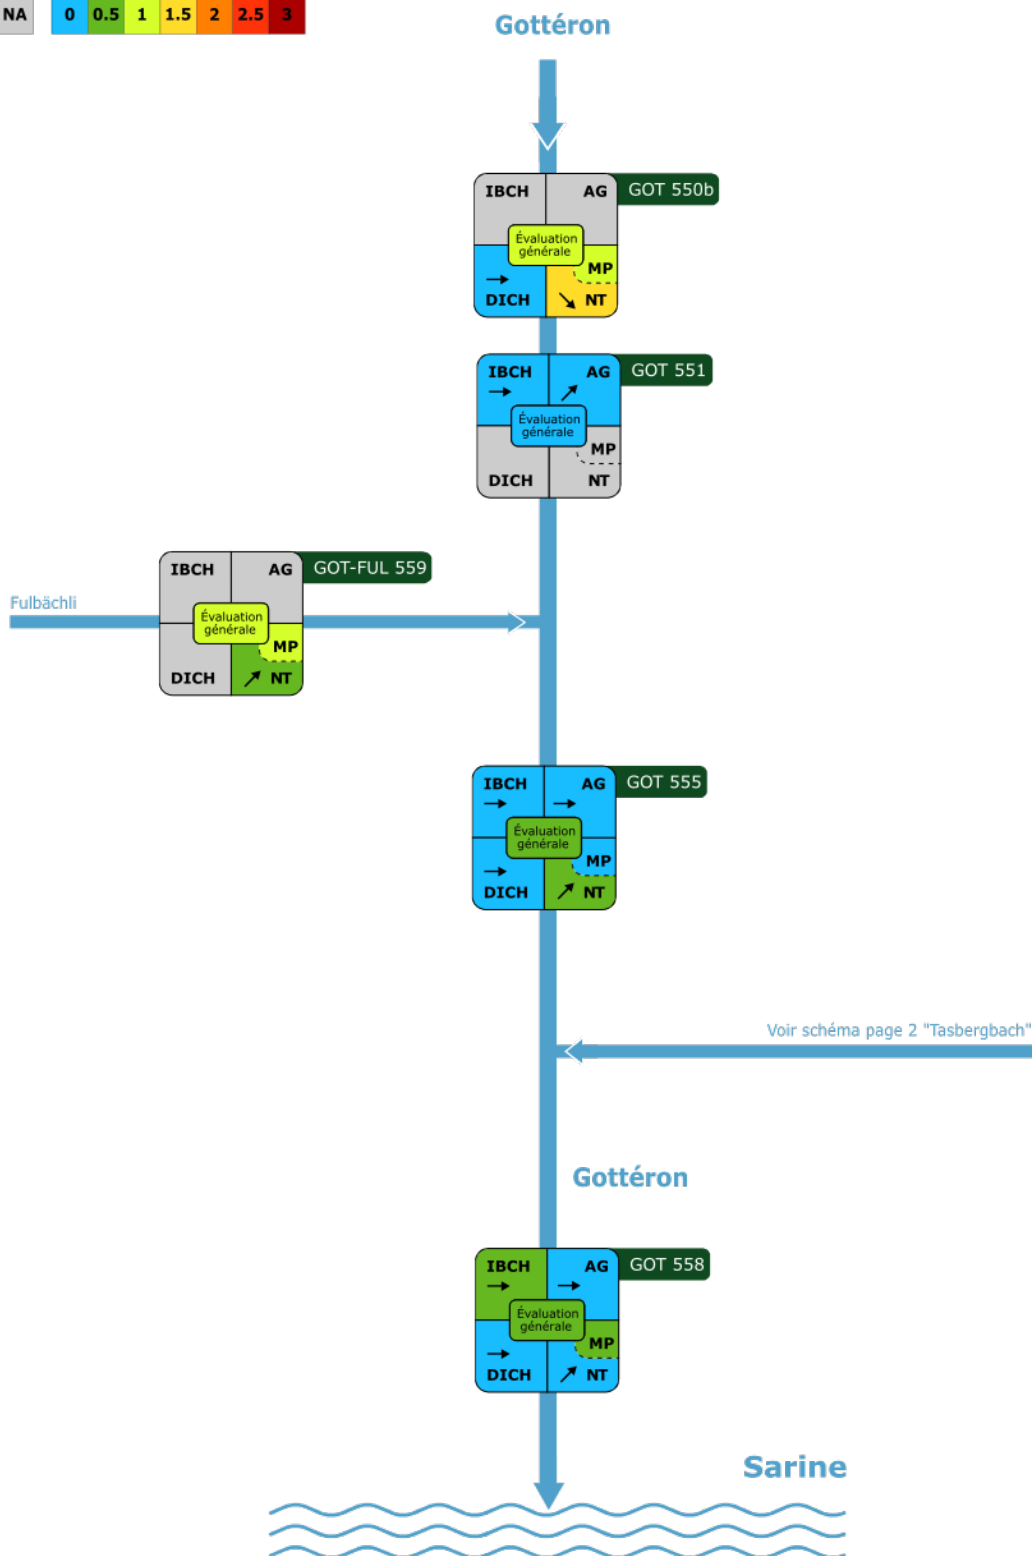 NA 0 0.5 1 1.5 2 2.5 3
Gottéron
IBCH AG GOT 550b
Évaluation
générale
MP
DICH NT
IBCH AG GOT 551
Évaluation
générale
MP
DICH NT
IBCH AG GOT-FUL 559
Fulbächli
Évaluation
générale
MP
DICH NT
IBCH AG GOT 555
Évaluation
générale
MP
DICH NT
Voir schéma page 2 "Tasbergbach"
Gottéron
IBCH AG GOT 558
Évaluation
générale
MP
DICH NT
Sarine